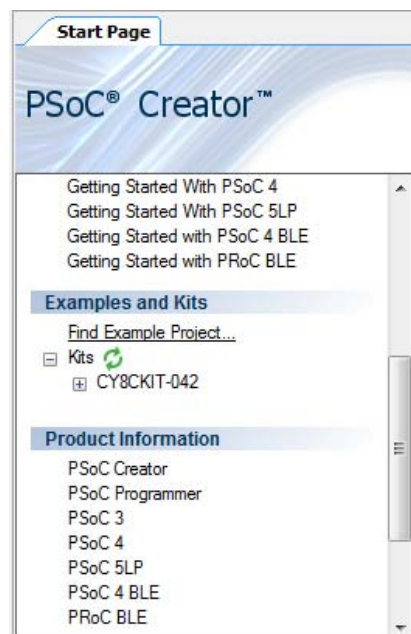 Start Page
PSoC® Creator™
Getting Started With PSoC 4
Getting Started With PSoC 5LP
Getting Started with PSoC 4 BLE
Getting Started with PRoC BLE
Examples and Kits
Find Example Project...
Kits
CY8CKIT-042
Product Information
PSoC Creator
PSoC Programmer
PSoC 3
PSoC 4
PSoC 5LP
PSoC 4 BLE
PRoC BLE